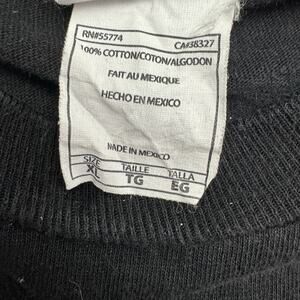 RN#55774 CA#38327
100% COTTON/COTON/ALGODON
FAIT AU MEXIQUE
HECHO EN MEXICO
MADE IN MEXICO
SIZE TAILLE TALLA
XL TG EG